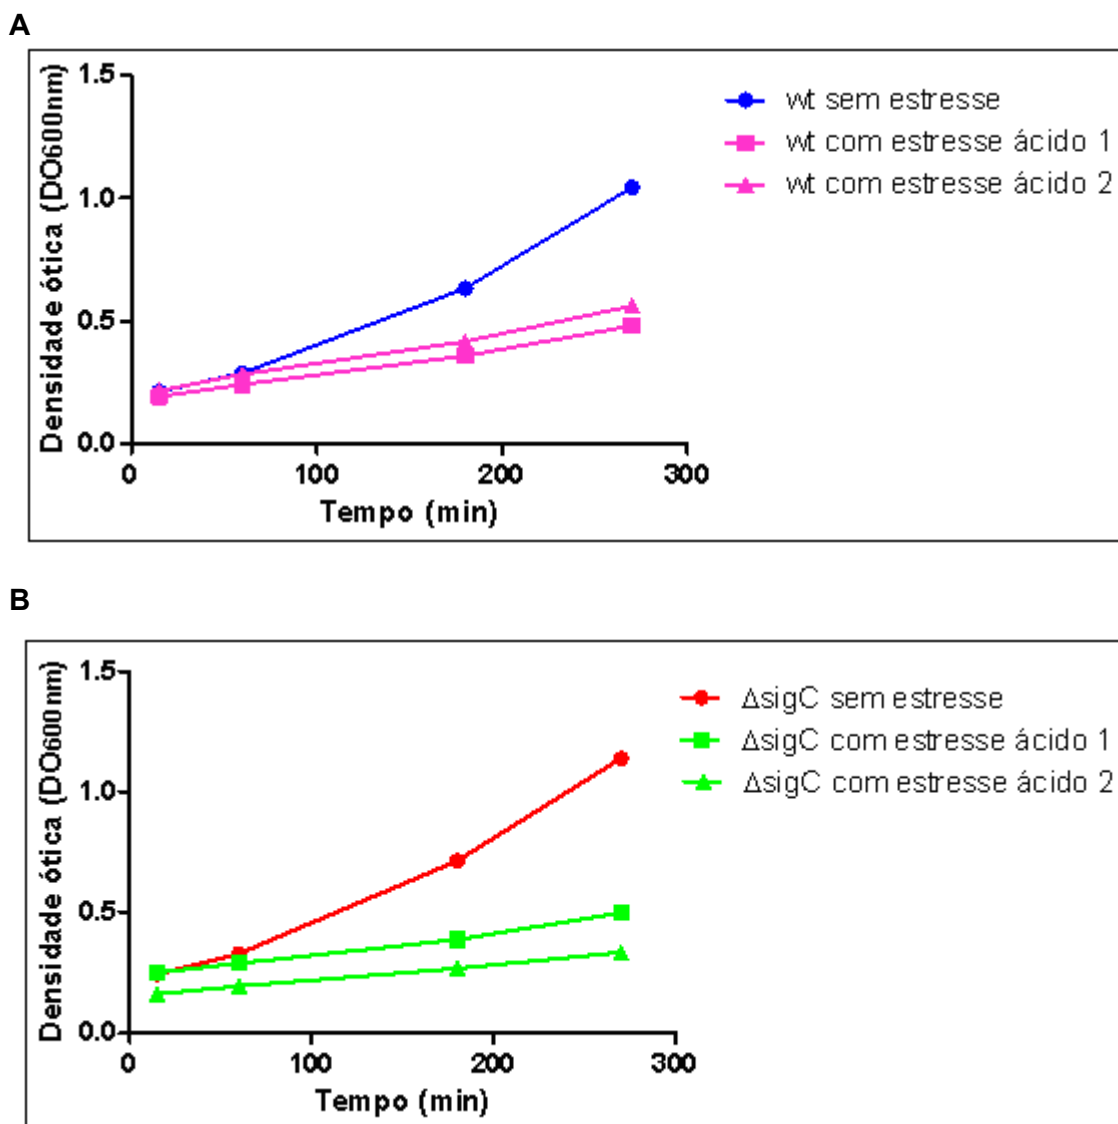 A
Densidade ótica (DO600nm)
1.5
1.0
0.5
0.0
0
100
200
300
Tempo (min)
wt sem estresse
wt com estresse ácido 1
wt com estresse ácido 2
B
Densidade ótica (DO600nm)
1.5
1.0
0.5
0.0
0
100
200
300
Tempo (min)
ΔsigC sem estresse
ΔsigC com estresse ácido 1
ΔsigC com estresse ácido 2